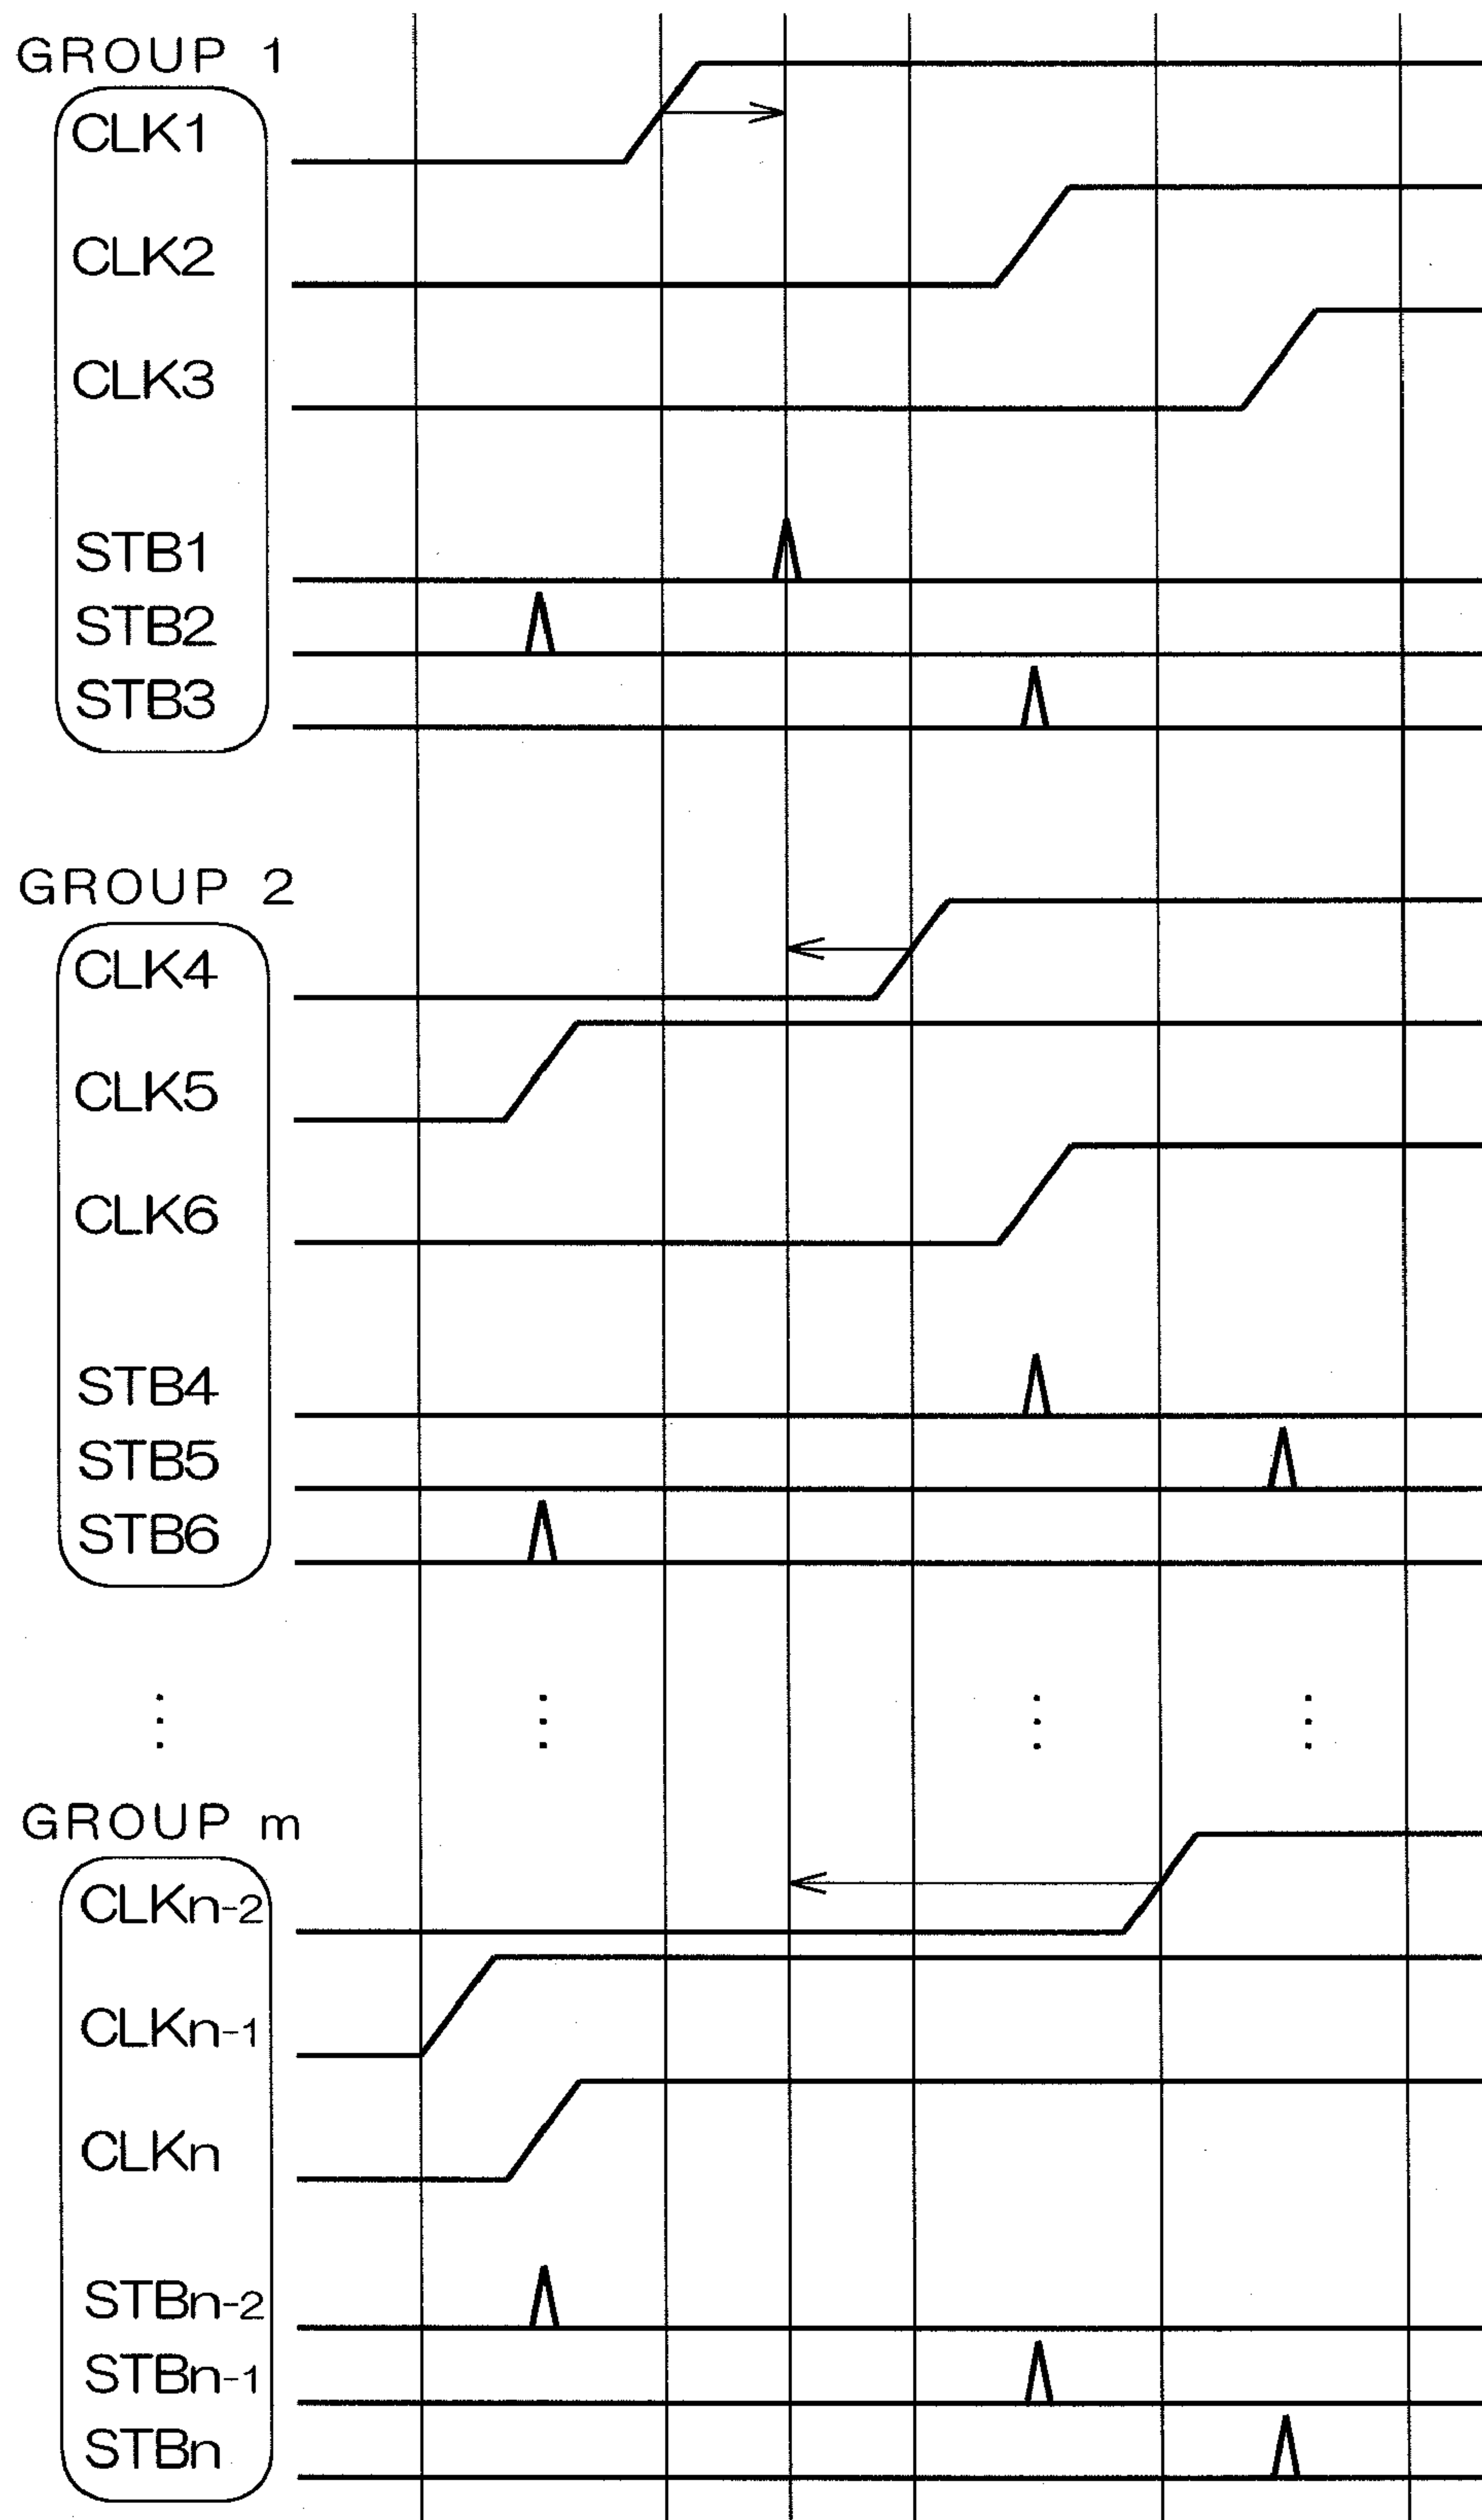 GROUP 1
CLK1
CLK2
CLK3
STB1
STB2
STB3
GROUP 2
CLK4
CLK5
CLK6
STB4
STB5
STB6
GROUP m
CLKn-2
CLKn-1
CLKn
STBn-2
STBn-1
STBn